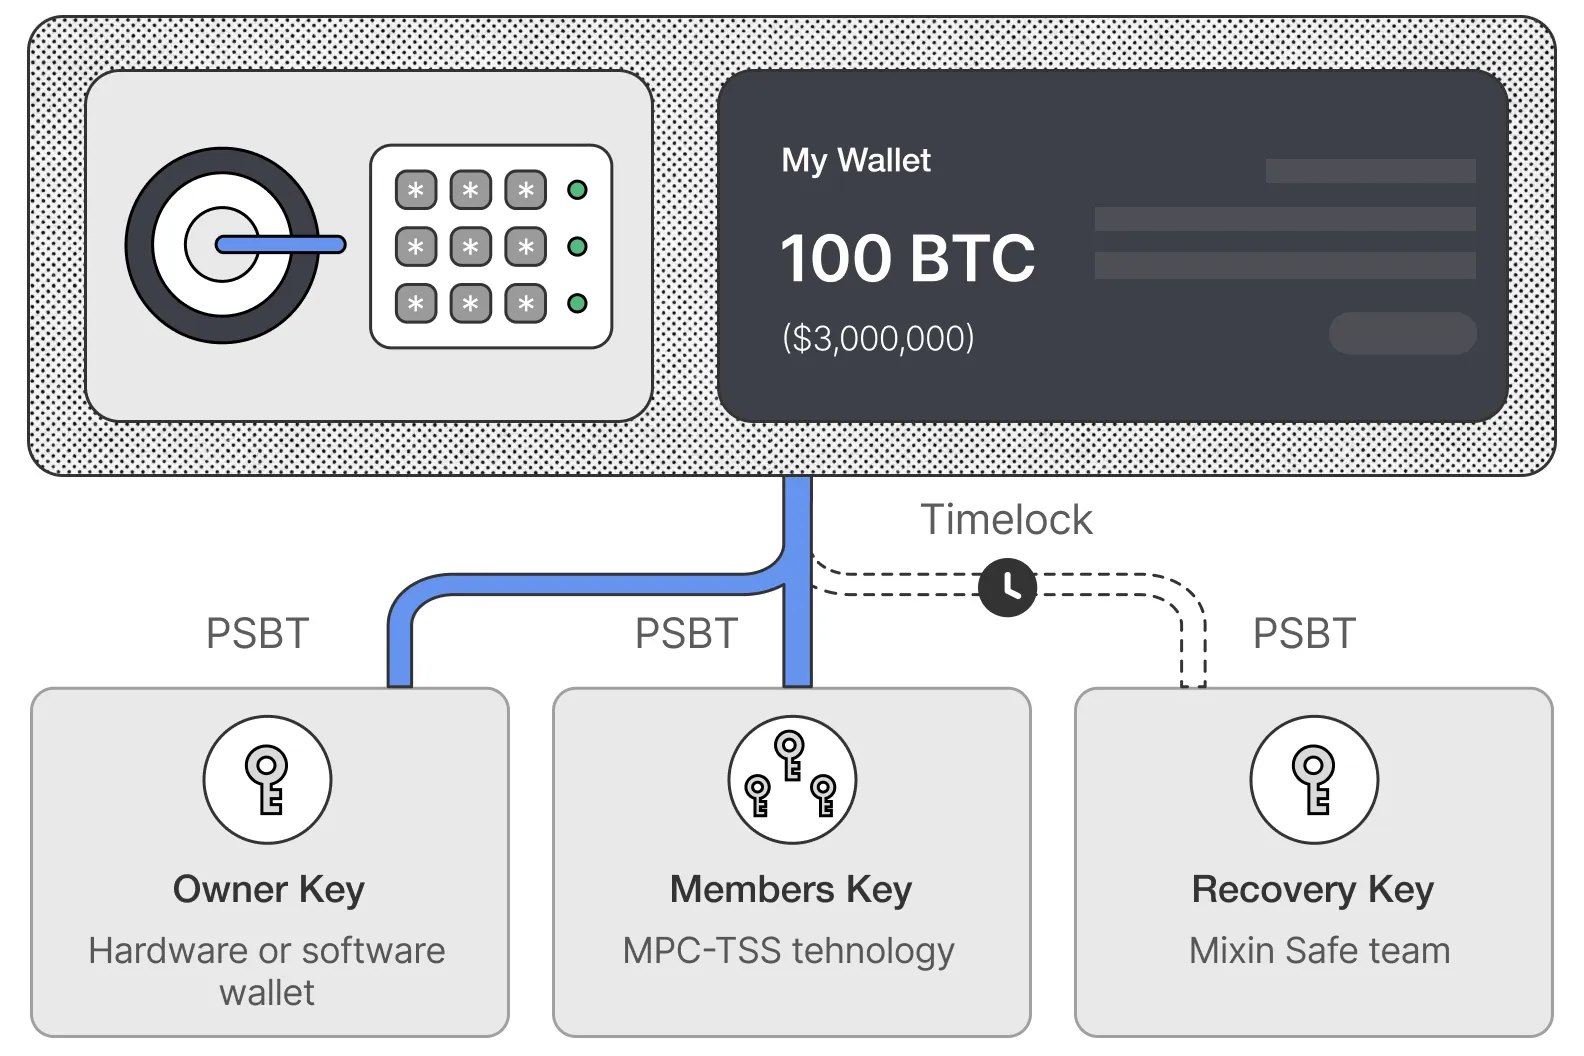 * * *
* * *
* * *
My Wallet
100 BTC
($3,000,000)
Timelock
PSBT
PSBT
PSBT
Owner Key
Hardware or software
wallet
Members Key
MPC-TSS tehnology
Recovery Key
Mixin Safe team